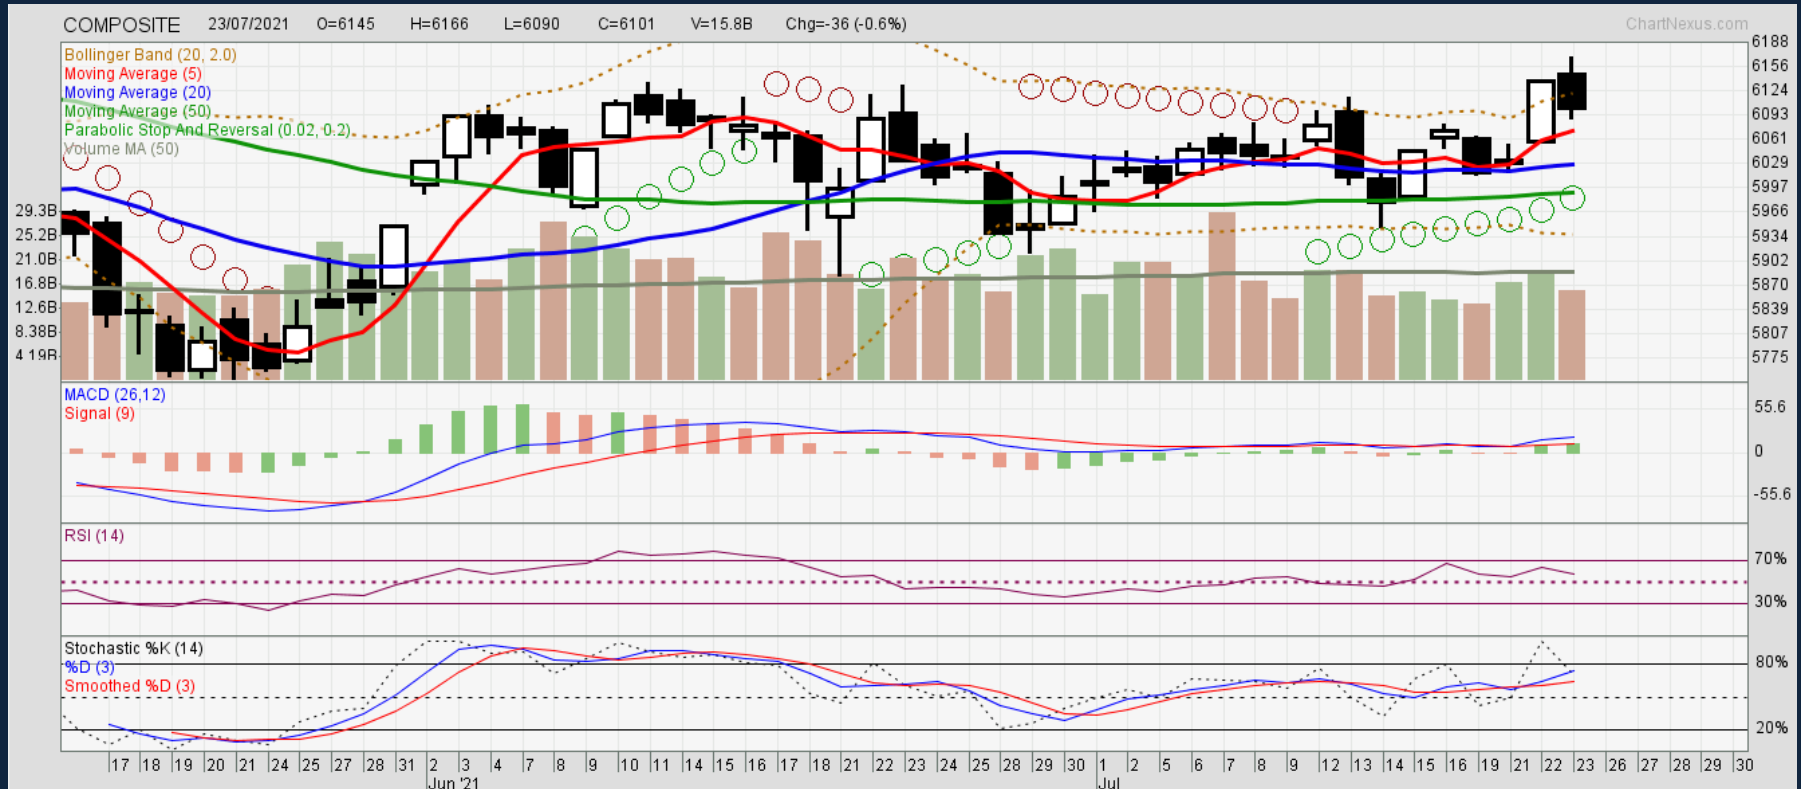 COMPOSITE 23/07/2021 O=6145 H=6166 L=6090 C=6101 V=15.8B Chg=-36 (-0.6%) ChartNexus.com
Bollinger Band (20, 2.0)
Moving Average (5)
Moving Average (20)
Moving Average (50)
Parabolic Stop And Reversal (0.02, 0.2)
Volume MA (50)
6188
6156
6124
6093
6061
6029
5997
5966
5934
5902
5870
5839
5807
5775
29.3B
25.2B
21.0B
16.8B
12.6B
8.38B
4.19B
MACD (26,12)
Signal (9)
55.6
0
-55.6
RSI (14)
70%
30%
Stochastic %K (14)
%D (3)
Smoothed %D (3)
80%
20%
17 18 19 20 21 24 25 27 28 31 2 3 4 7 8 9 10 11 14 15 16 17 18 21 22 23 24 25 28 29 30 1 2 5 6 7 8 9 12 13 14 15 16 19 21 22 23 26 27 28 29 30
Jun '21 Jul